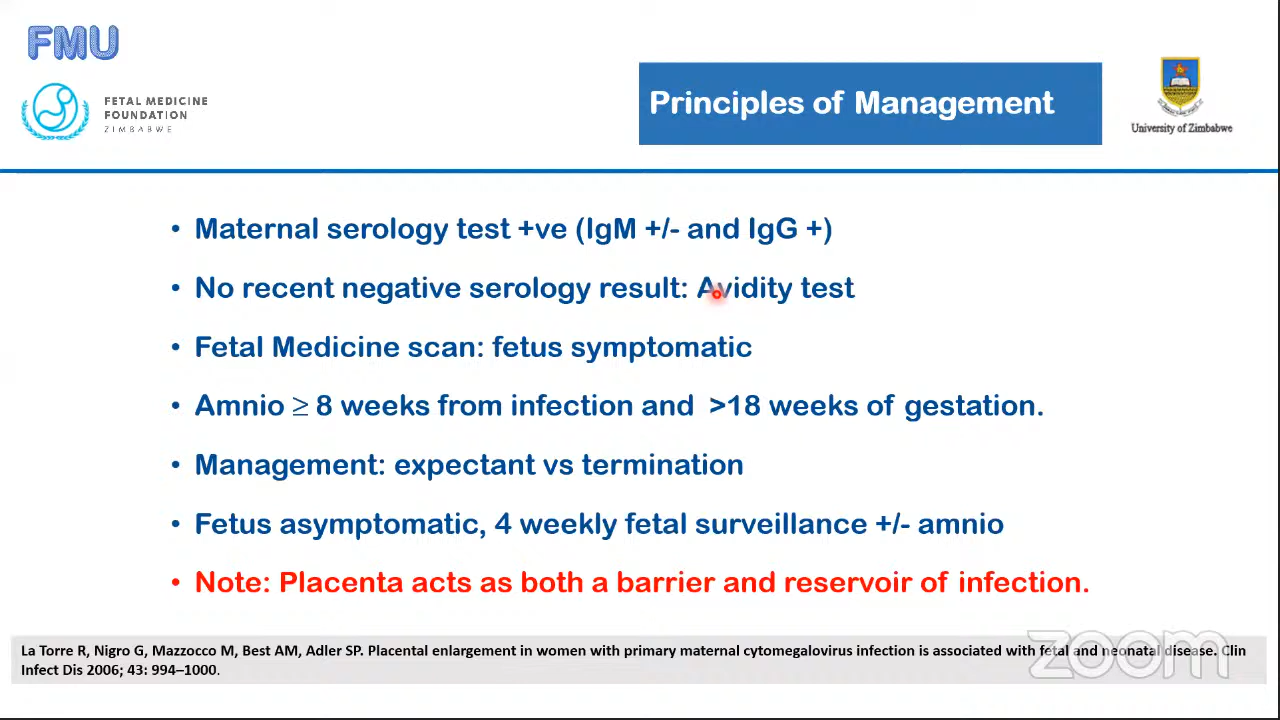 FMU
FETAL MEDICINE
FOUNDATION
ZIMBABWE
Principles of Management
University of Zimbabwe
• Maternal serology test +ve (IgM +/- and IgG +)
• No recent negative serology result: Avidity test
• Fetal Medicine scan: fetus symptomatic
• Amnio ≥ 8 weeks from infection and >18 weeks of gestation.
• Management: expectant vs termination
• Fetus asymptomatic, 4 weekly fetal surveillance +/- amnio
• Note: Placenta acts as both a barrier and reservoir of infection.
La Torre R, Nigro G, Mazzocco M, Best AM, Adler SP. Placental enlargement in women with primary maternal cytomegalovirus infection is associated with fetal and neonatal disease. Clin
Infect Dis 2006; 43: 994–1000.
zoom